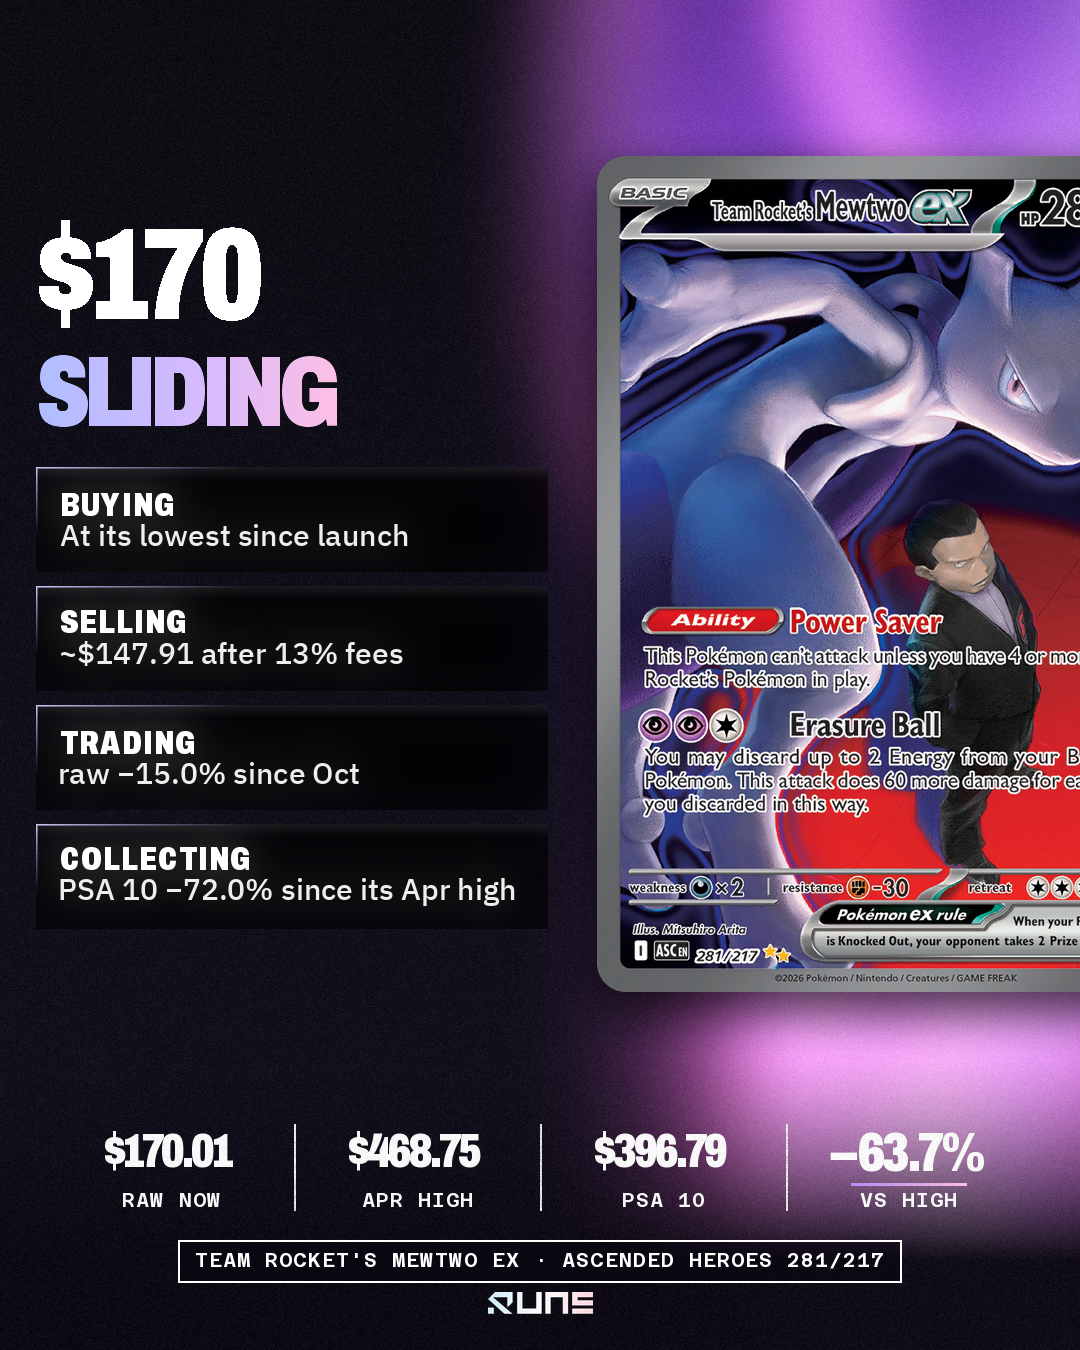 $170
SLIDING
BUYING
At its lowest since launch
SELLING
~$147.91 after 13% fees
TRADING
raw −15.0% since Oct
COLLECTING
PSA 10 −72.0% since its Apr high
BASIC
Team Rocket's Mewtwo ex
HP 28
Ability Power Saver
This Pokémon can't attack unless you have 4 or mo
Rocket's Pokémon in play.
Erasure Ball
You may discard up to 2 Energy from your B
Pokémon. This attack does 60 more damage for ea
you discarded in this way.
weakness ×2 resistance −30 retreat
Pokémon ex rule
When your P
is Knocked Out, your opponent takes 2 Prize
Illus. Mitsuhiro Arita
I ASC EN 281/217
©2026 Pokémon / Nintendo / Creatures / GAME FREAK
$170.01
RAW NOW
$468.75
APR HIGH
$396.79
PSA 10
−63.7%
VS HIGH
TEAM ROCKET'S MEWTWO EX · ASCENDED HEROES 281/217
RUNE